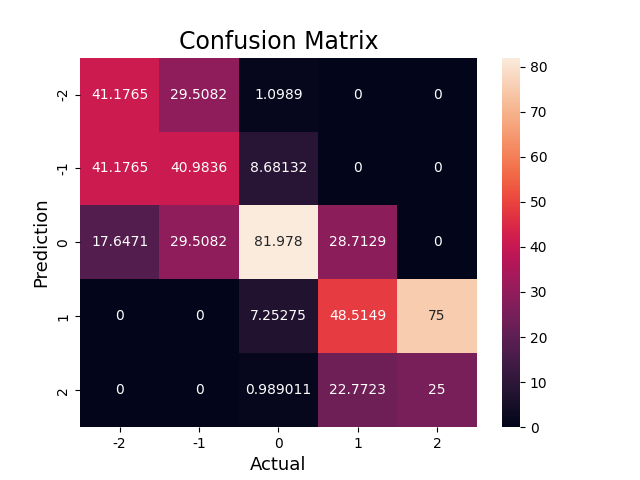 Confusion Matrix
-2 41.1765 29.5082 1.0989 0 0
-1 41.1765 40.9836 8.68132 0 0
0 17.6471 29.5082 81.978 28.7129 0
1 0 0 7.25275 48.5149 75
2 0 0 0.989011 22.7723 25
-2 -1 0 1 2
Prediction
Actual
80
70
60
50
40
30
20
10
0